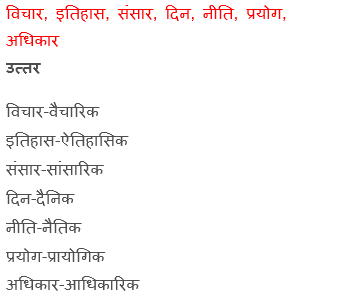 विचार, इतिहास, संसार, दिन, नीति, प्रयोग,
अधिकार
उत्तर
विचार-वैचारिक
इतिहास-ऐतिहासिक
संसार-सांसारिक
दिन-दैनिक
नीति-नैतिक
प्रयोग-प्रायोगिक
अधिकार-आधिकारिक